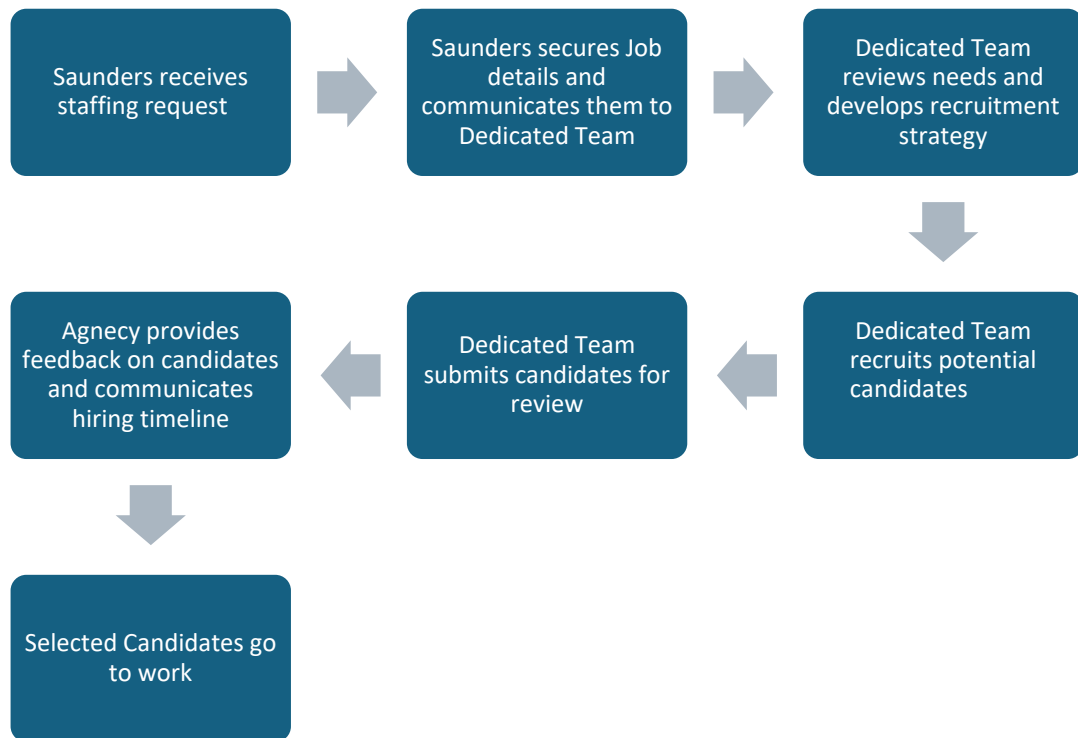 Saunders receives
staffing request
Saunders secures Job
details and
communicates them to
Dedicated Team
Dedicated Team
reviews needs and
develops recruitment
strategy
Dedicated Team
recruits potential
candidates
Dedicated Team
submits candidates for
review
Agnecy provides
feedback on candidates
and communicates
hiring timeline
Selected Candidates go
to work